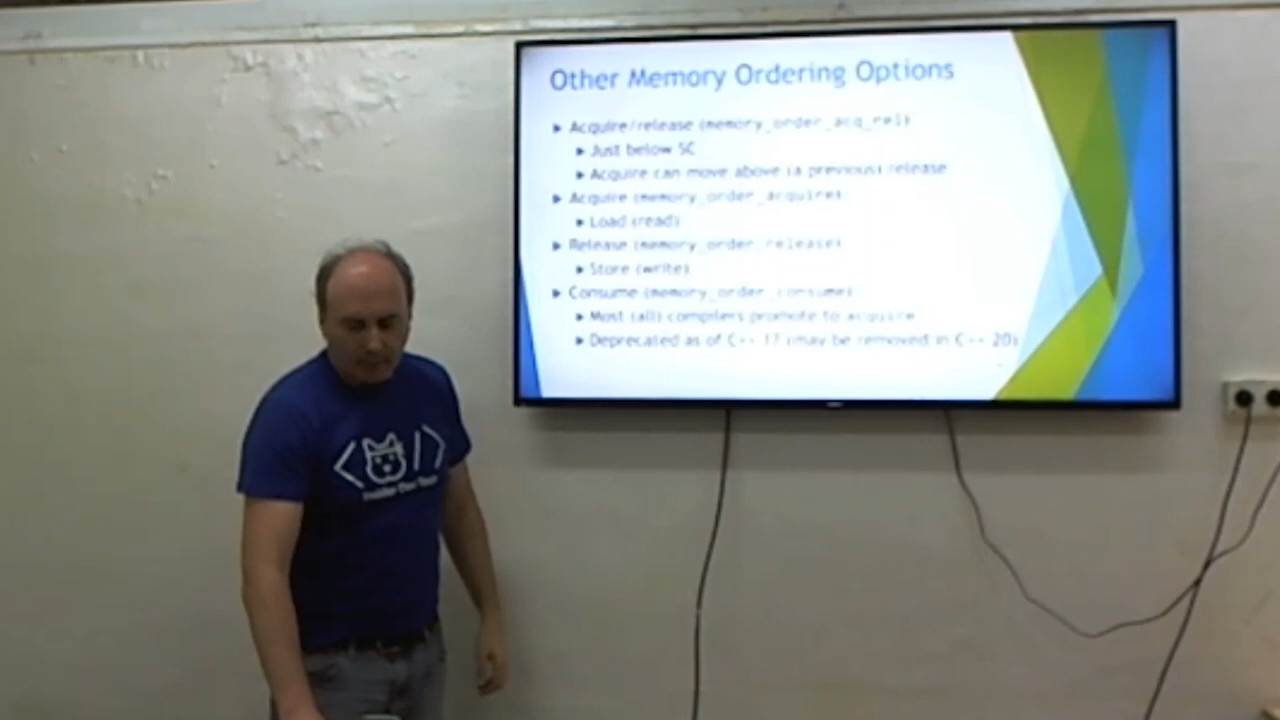 Other Memory Ordering Options
Acquire/release (memory_order_acq_rel)
Just below SC
Acquire can move above (a previous) release
Acquire (memory_order_acquire)
Load (read)
Release (memory_order_release)
Store (write)
Consume (memory_order_consume)
Most (all) compilers promote to acquire
Deprecated as of C++ 17 (may be removed in C++ 20)